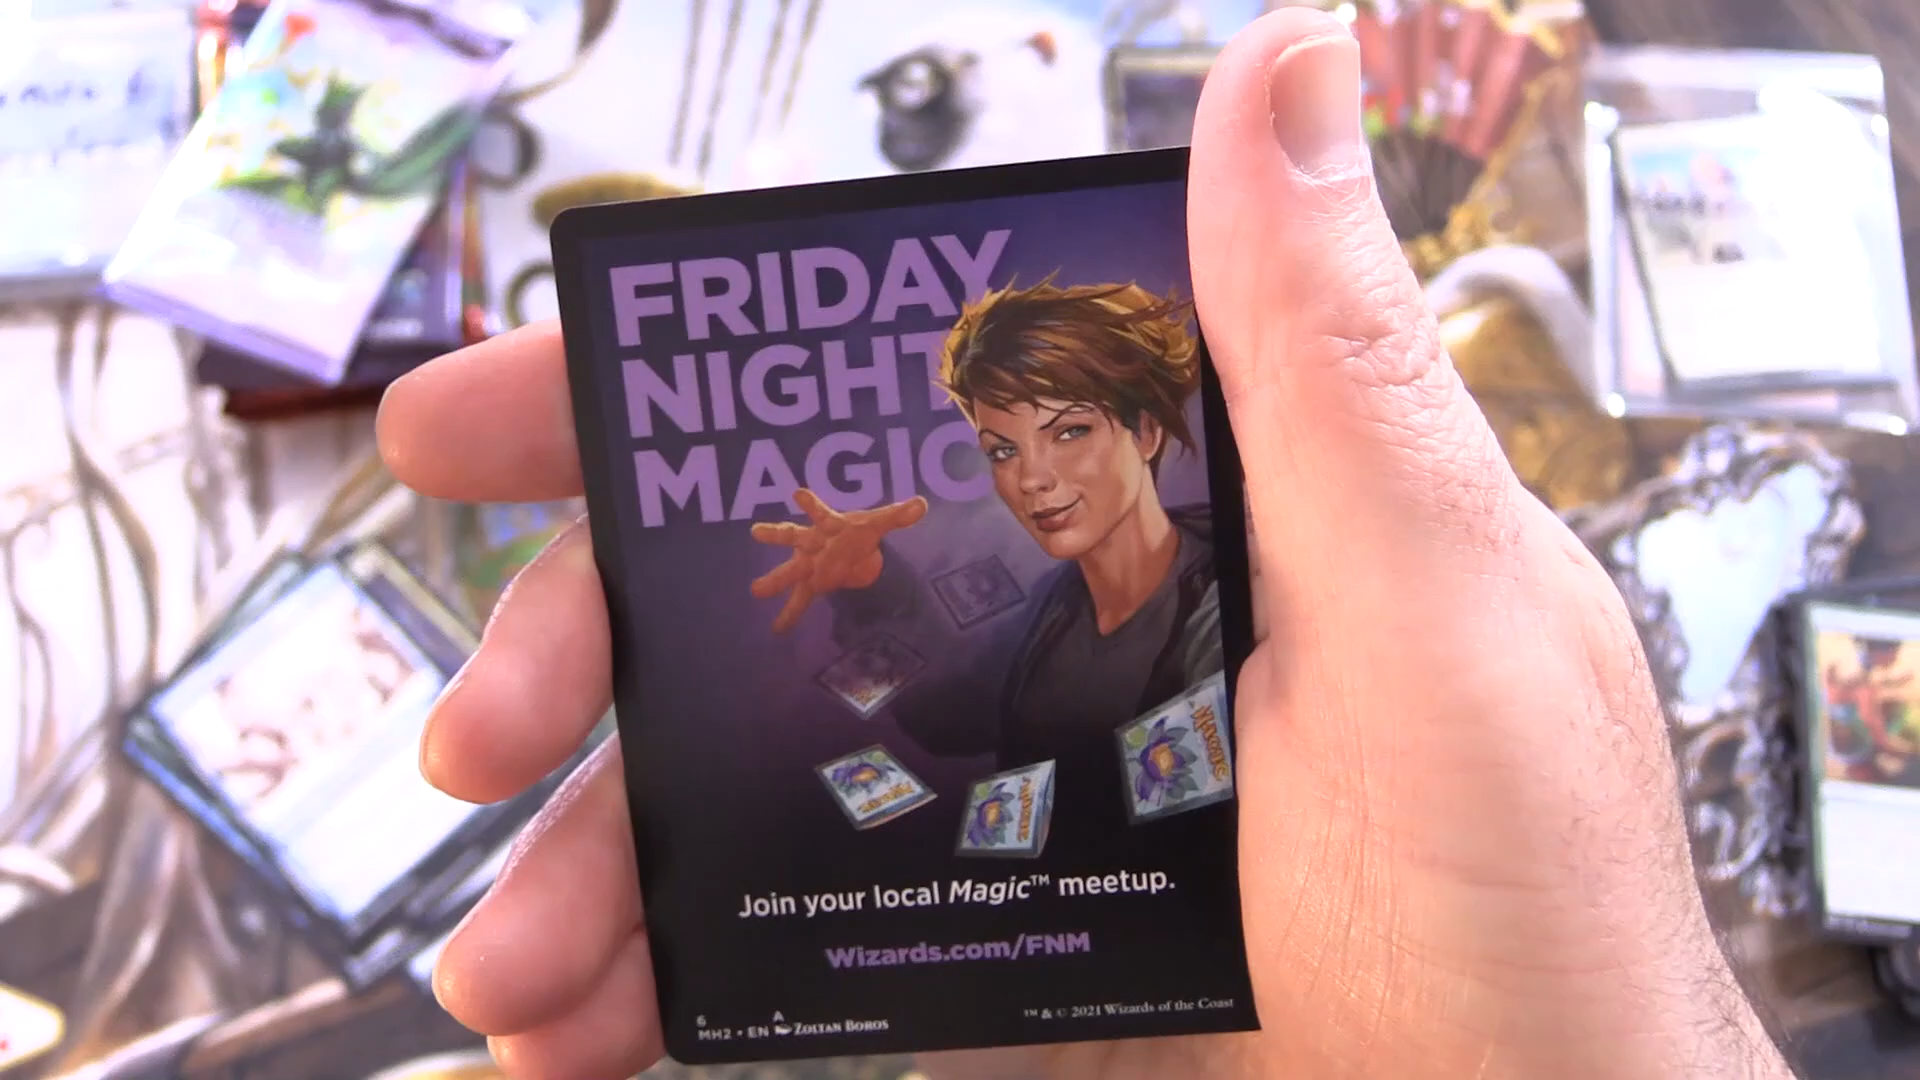 FRIDAY
NIGHT
MAGIC
Join your local Magic™ meetup.
Wizards.com/FNM
6 A
MH2 • EN ZOLTAN BOROS
™ & © 2021 Wizards of the Coast